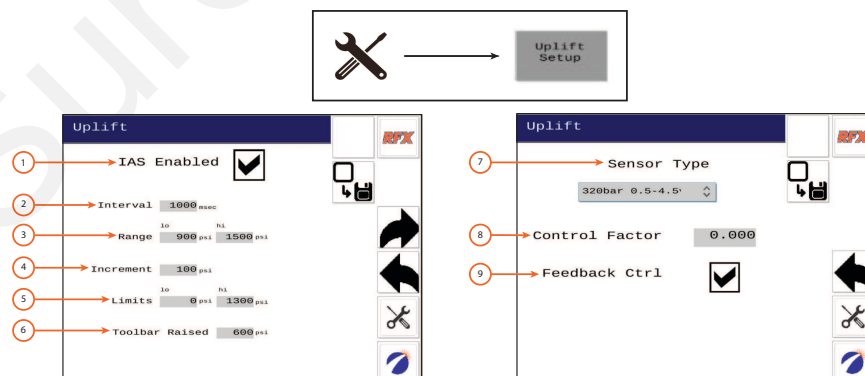 Uplift
Setup
Uplift
RFX
1
IAS Enabled
2
Interval 1000 msec
lo hi
3
Range 900 psi 1500 psi
4
Increment 100 psi
lo hi
5
Limits 0 psi 1300 psi
6
Toolbar Raised 600 psi
Uplift
RFX
7
Sensor Type
320bar 0.5-4.5
8
Control Factor 0.000
9
Feedback Ctrl